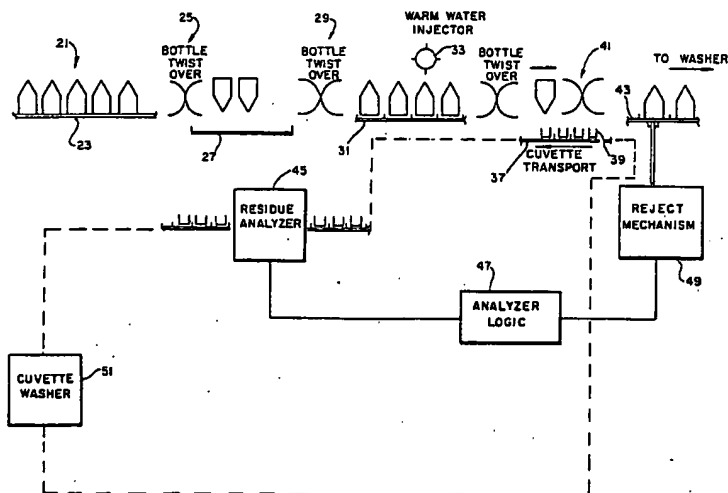 21
25
BOTTLE
TWIST
OVER
23
27
29
BOTTLE
TWIST
OVER
WARM WATER
INJECTOR
33
31
BOTTLE
TWIST
OVER
41
TO WASHER
43
37
39
CUVETTE
TRANSPORT
45
RESIDUE
ANALYZER
47
ANALYZER
LOGIC
REJECT
MECHANISM
49
CUVETTE
WASHER
51